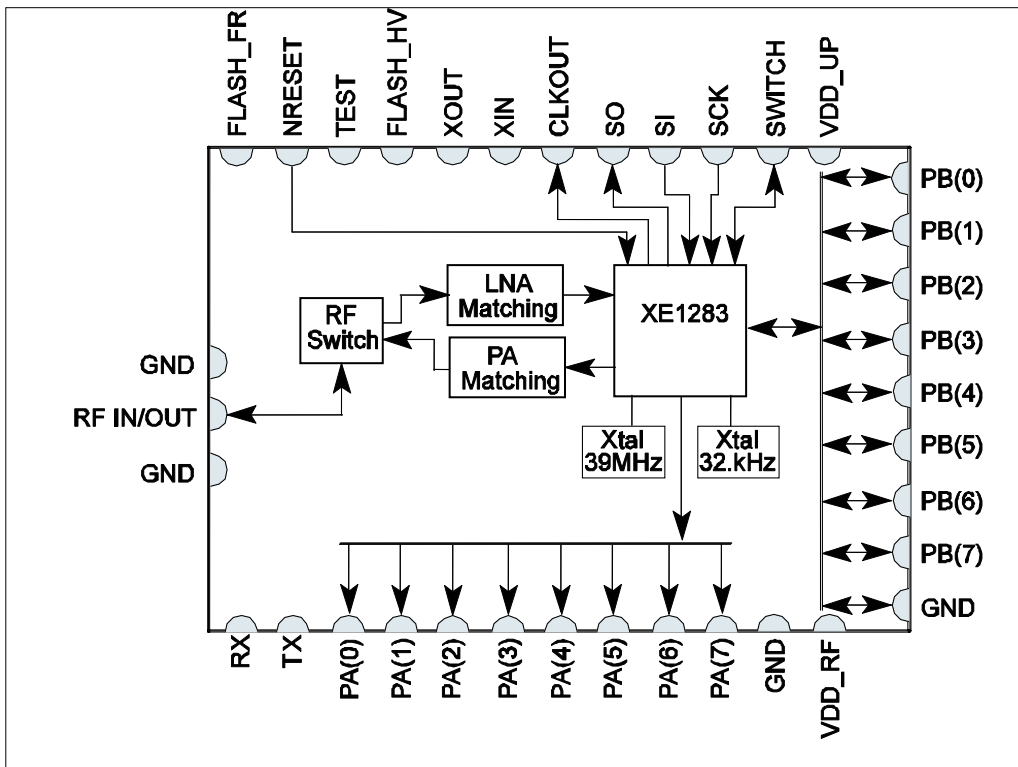 FLASH_FR
NRESET
TEST
FLASH_HV
XOUT
XIN
CLKOUT
SO
SI
SCK
SWITCH
VDD_UP
PB(0)
PB(1)
PB(2)
PB(3)
PB(4)
PB(5)
PB(6)
PB(7)
GND
LNA
Matching
XE1283
RF
Switch
PA
Matching
GND
RF IN/OUT
GND
Xtal
39MHz
Xtal
32.kHz
RX
TX
PA(0)
PA(1)
PA(2)
PA(3)
PA(4)
PA(5)
PA(6)
PA(7)
GND
VDD_RF